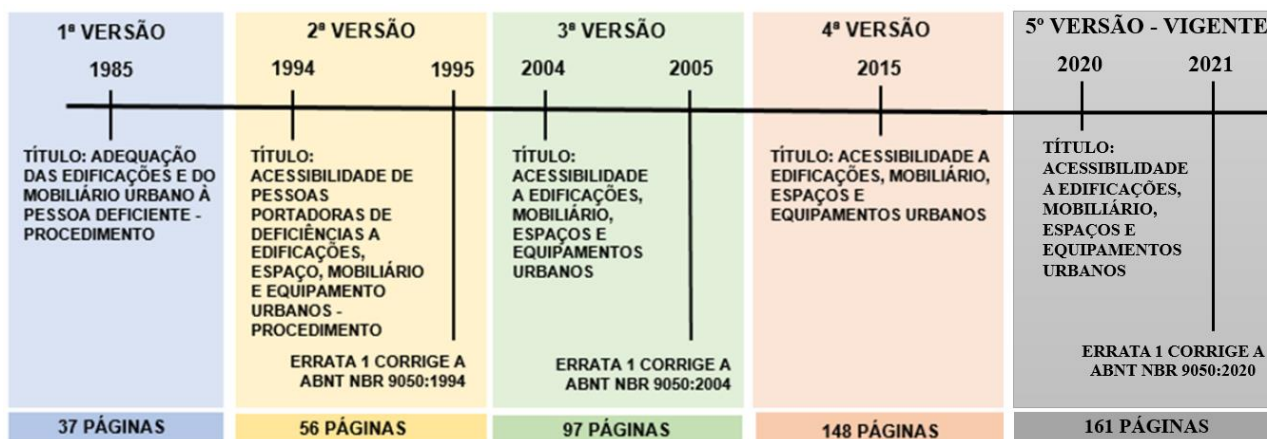 1ª VERSÃO
1985
TÍTULO: ADEQUAÇÃO
DAS EDIFICAÇÕES E DO
MOBILIÁRIO URBANO À
PESSOA DEFICIENTE -
PROCEDIMENTO
37 PÁGINAS
2ª VERSÃO
1994
1995
TÍTULO:
ACESSIBILIDADE DE
PESSOAS
PORTADORAS DE
DEFICIÊNCIAS A
EDIFICAÇÕES,
ESPAÇO, MOBILIÁRIO
E EQUIPAMENTO
URBANOS -
PROCEDIMENTO
ERRATA 1 CORRIGE A
ABNT NBR 9050:1994
56 PÁGINAS
3ª VERSÃO
2004
2005
TÍTULO:
ACESSIBILIDADE
A EDIFICAÇÕES,
MOBILIÁRIO,
ESPAÇOS E
EQUIPAMENTOS
URBANOS
ERRATA 1 CORRIGE A
ABNT NBR 9050:2004
97 PÁGINAS
4ª VERSÃO
2015
TÍTULO: ACESSIBILIDADE A
EDIFICAÇÕES, MOBILIÁRIO,
ESPAÇOS E
EQUIPAMENTOS URBANOS
148 PÁGINAS
5º VERSÃO - VIGENTE
2020
2021
TÍTULO:
ACESSIBILIDADE
A EDIFICAÇÕES,
MOBILIÁRIO,
ESPAÇOS E
EQUIPAMENTOS
URBANOS
ERRATA 1 CORRIGE A
ABNT NBR 9050:2020
161 PÁGINAS